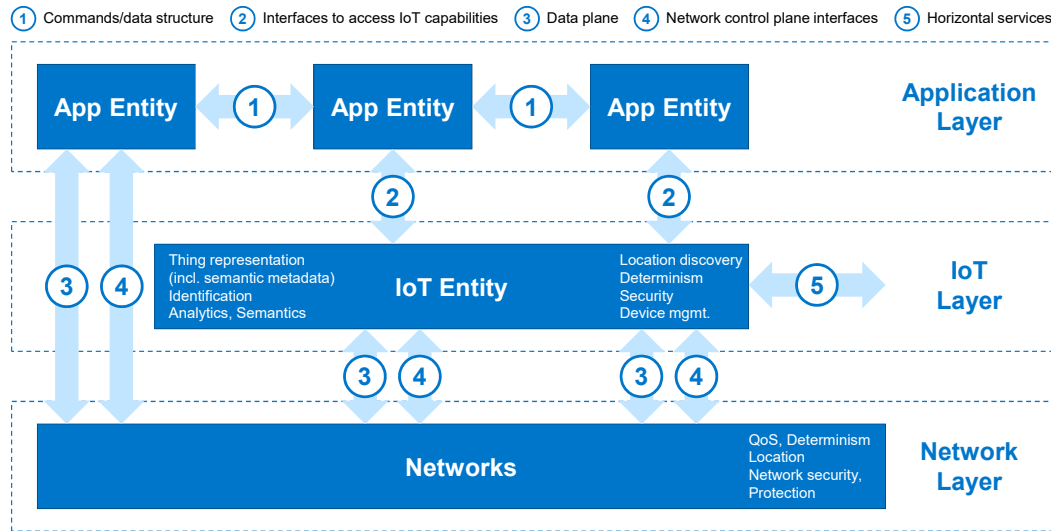 1 Commands/data structure 2 Interfaces to access IoT capabilities 3 Data plane 4 Network control plane interfaces 5 Horizontal services
App Entity 1 App Entity 1 App Entity
Application
Layer
2 2
Thing representation
(incl. semantic metadata)
Identification
Analytics, Semantics
IoT Entity
Location discovery
Determinism
Security
Device mgmt.
5
IoT
Layer
3 4
3 4 3 4
Networks
QoS, Determinism
Location
Network security,
Protection
Network
Layer